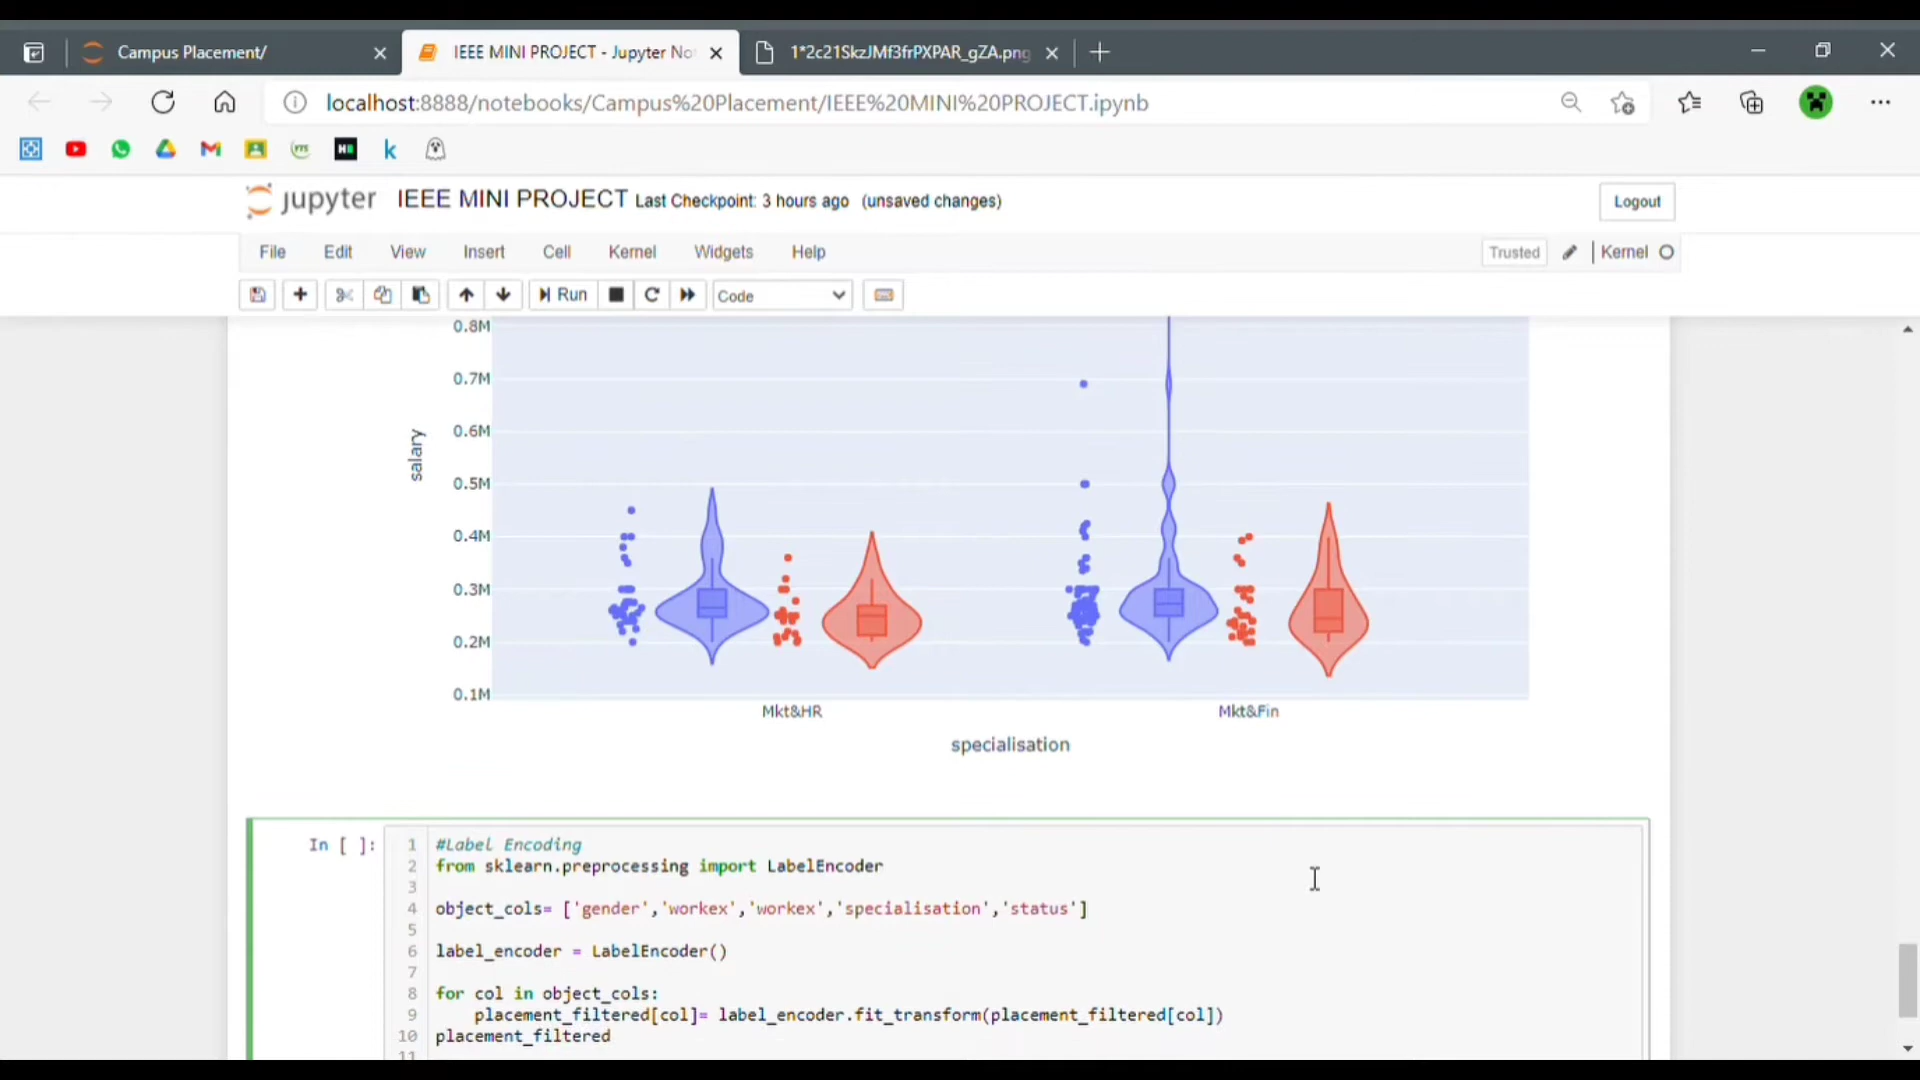 Campus Placement/
IEEE MINI PROJECT - Jupyter No
1*2c21SkzJMf3frPXPAR_gZA.png
localhost:8888/notebooks/Campus%20Placement/IEEE%20MINI%20PROJECT.ipynb
jupyter IEEE MINI PROJECT Last Checkpoint: 3 hours ago (unsaved changes)
Logout
File Edit View Insert Cell Kernel Widgets Help
Trusted Kernel
Run Code
0.8M
0.7M
0.6M
0.5M
0.4M
0.3M
0.2M
0.1M
salary
Mkt&HR Mkt&Fin
specialisation
In [ ]:
1 #Label Encoding
2 from sklearn.preprocessing import LabelEncoder
3
4 object_cols= ['gender','workex','workex','specialisation','status']
5
6 label_encoder = LabelEncoder()
7
8 for col in object_cols:
9 placement_filtered[col]= label_encoder.fit_transform(placement_filtered[col])
10 placement_filtered
11